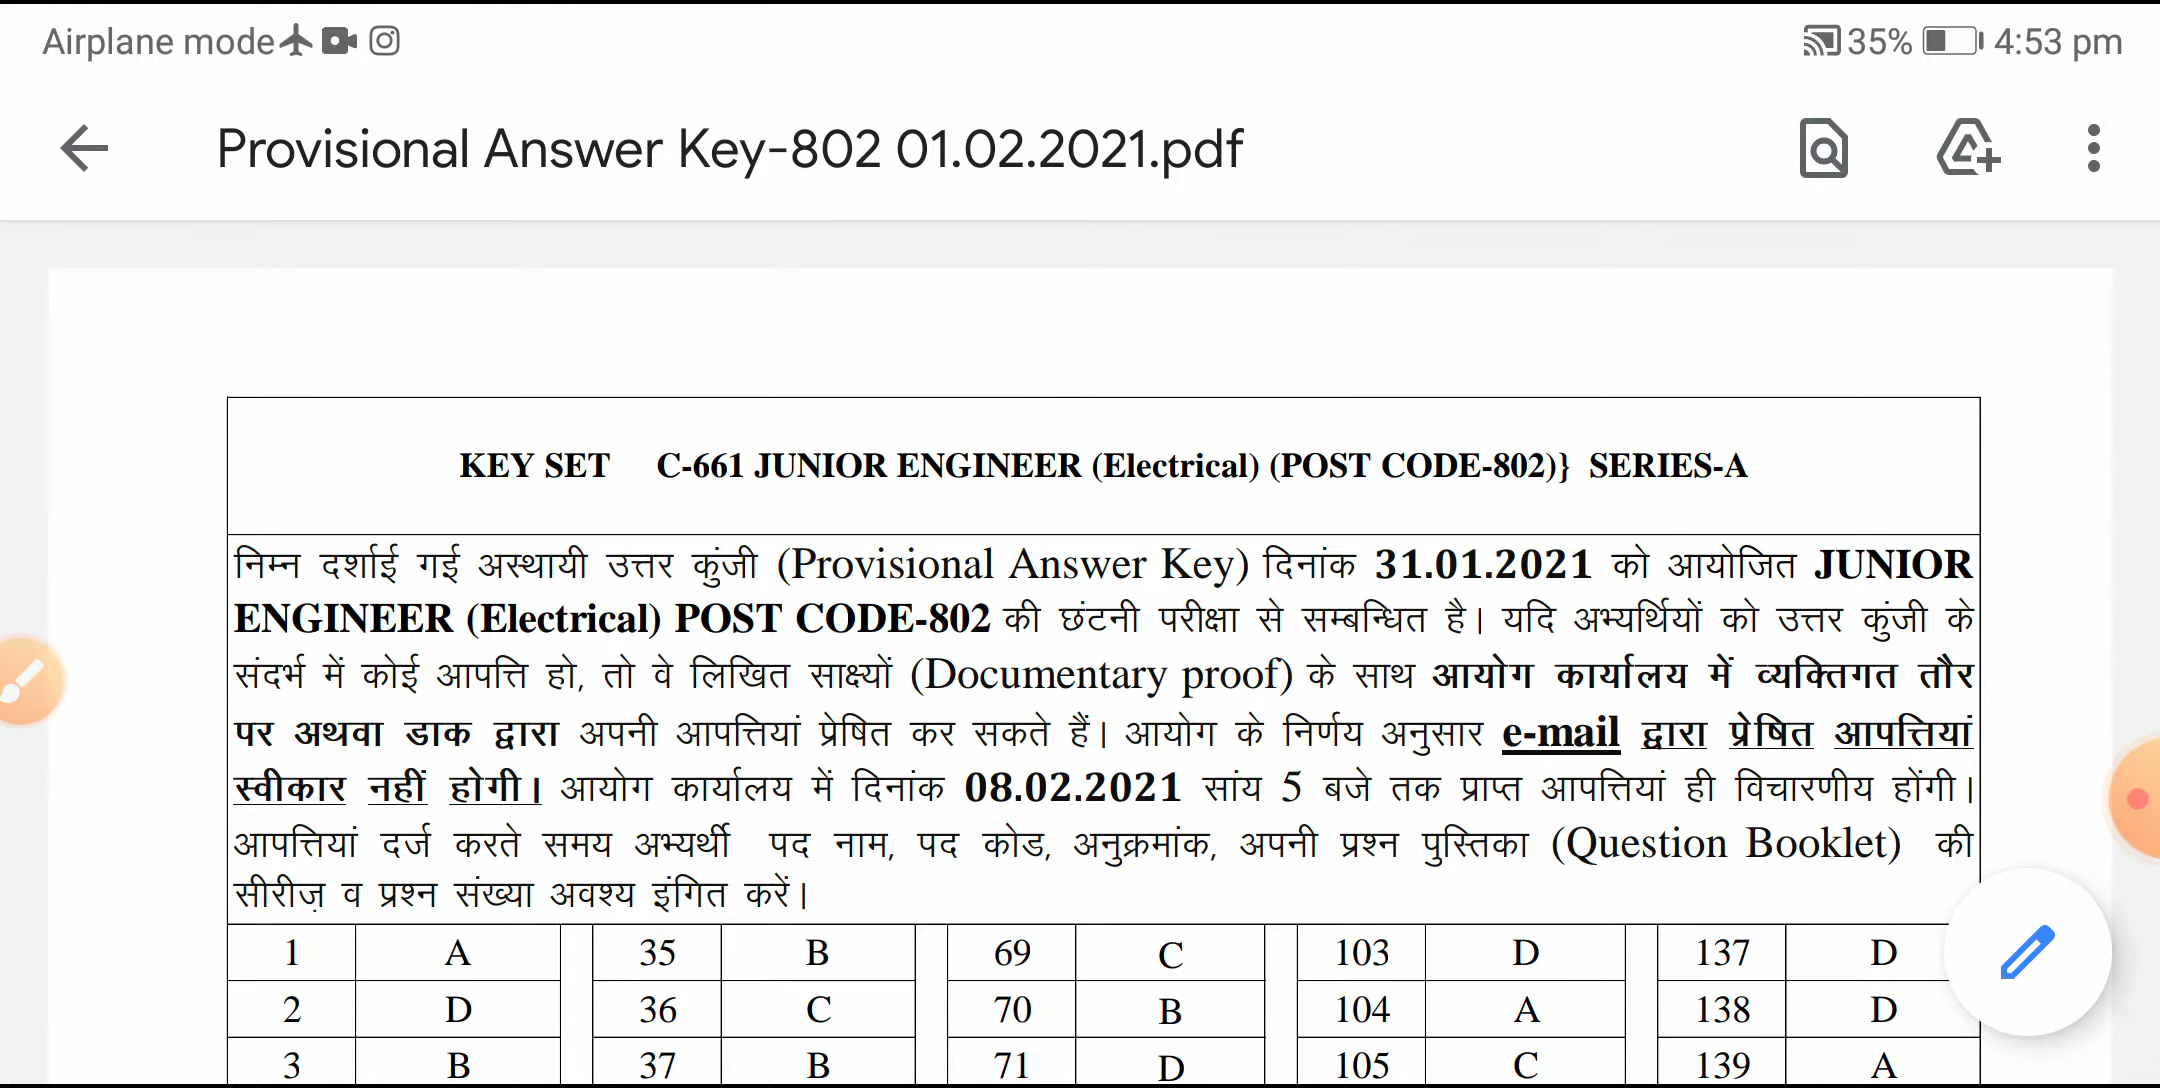 Airplane mode 35% 4:53 pm
Provisional Answer Key-802 01.02.2021.pdf
KEY SET C-661 JUNIOR ENGINEER (Electrical) (POST CODE-802)} SERIES-A
निम्न दर्शाई गई अस्थायी उत्तर कुंजी (Provisional Answer Key) दिनांक 31.01.2021 को आयोजित JUNIOR
ENGINEER (Electrical) POST CODE-802 की छंटनी परीक्षा से सम्बन्धित है। यदि अभ्यर्थियों को उत्तर कुंजी के
संदर्भ में कोई आपत्ति हो, तो वे लिखित साक्ष्यों (Documentary proof) के साथ आयोग कार्यालय में व्यक्तिगत तौर
पर अथवा डाक द्वारा अपनी आपत्तियां प्रेषित कर सकते हैं। आयोग के निर्णय अनुसार e-mail द्वारा प्रेषित आपत्तियां
स्वीकार नहीं होगी। आयोग कार्यालय में दिनांक 08.02.2021 सांय 5 बजे तक प्राप्त आपत्तियां ही विचारणीय होंगी।
आपत्तियां दर्ज करते समय अभ्यर्थी पद नाम, पद कोड, अनुक्रमांक, अपनी प्रश्न पुस्तिका (Question Booklet) की
सीरीज़ व प्रश्न संख्या अवश्य इंगित करें।
1 A 35 B 69 C 103 D 137 D
2 D 36 C 70 B 104 A 138 D
3 B 37 B 71 D 105 C 139 A